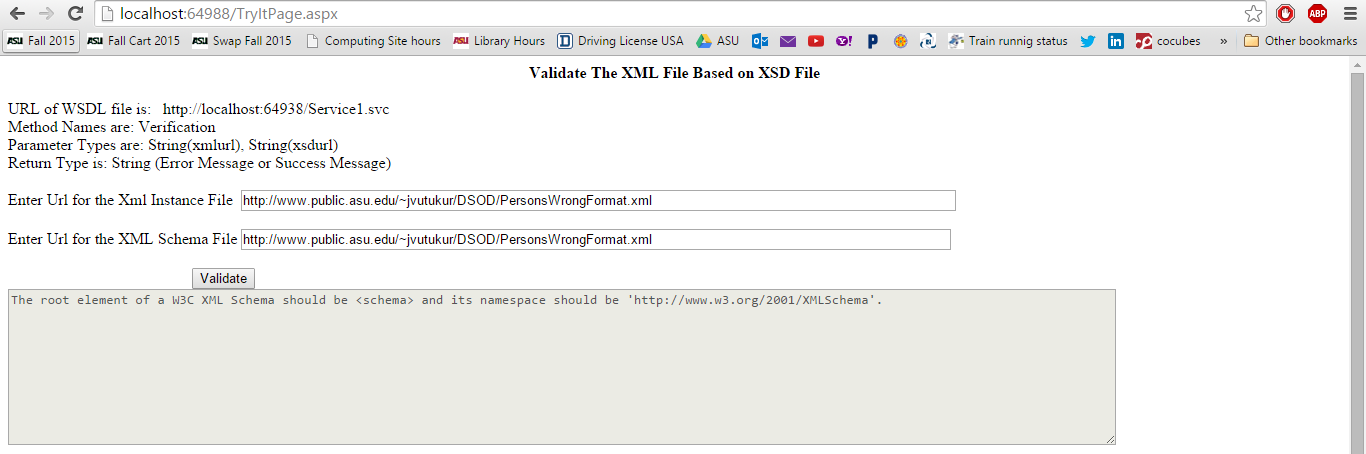 localhost:64988/TryItPage.aspx
ABP
ASU Fall 2015 ASU Fall Cart 2015 ASU Swap Fall 2015 Computing Site hours ASU Library Hours D Driving License USA ASU Train runnig status in cocubes » Other bookmarks
Validate The XML File Based on XSD File
URL of WSDL file is: http://localhost:64938/Service1.svc
Method Names are: Verification
Parameter Types are: String(xmlurl), String(xsdurl)
Return Type is: String (Error Message or Success Message)
Enter Url for the Xml Instance File http://www.public.asu.edu/~jvutukur/DSOD/PersonsWrongFormat.xml
Enter Url for the XML Schema File http://www.public.asu.edu/~jvutukur/DSOD/PersonsWrongFormat.xml
Validate
The root element of a W3C XML Schema should be <schema> and its namespace should be 'http://www.w3.org/2001/XMLSchema'.